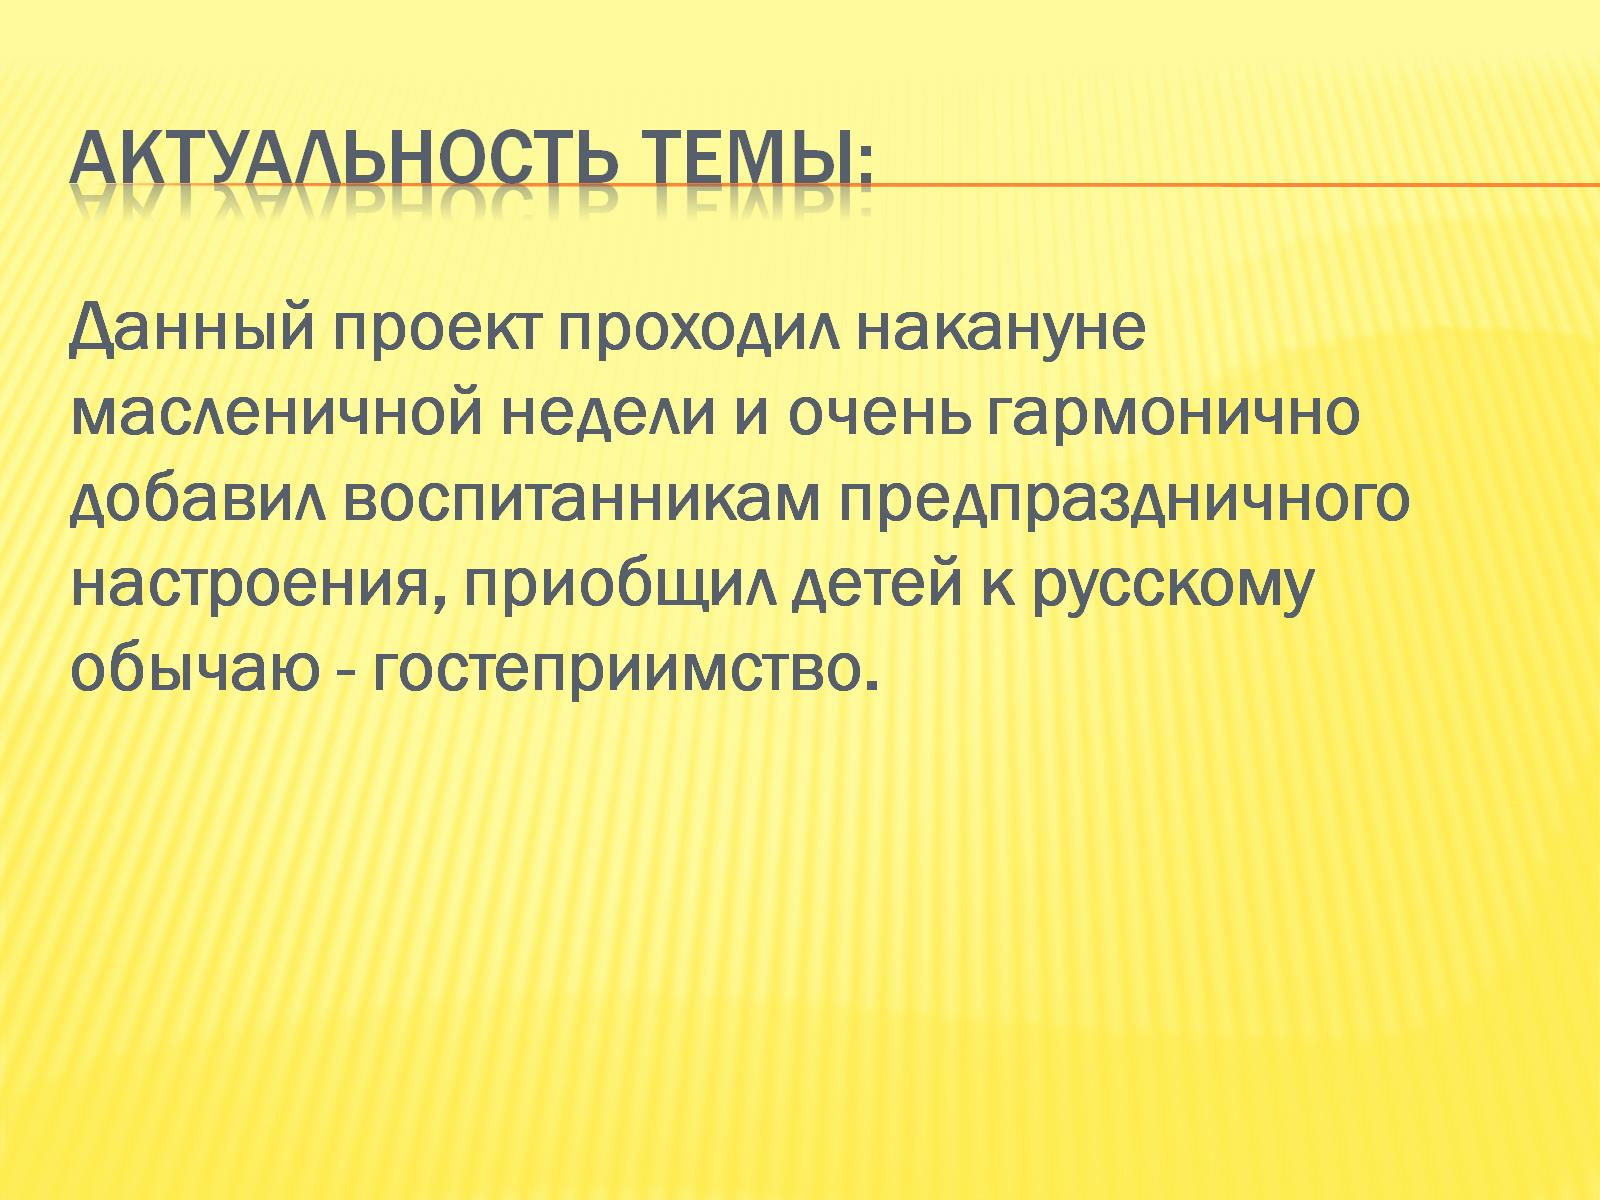 АКТУАЛЬНОСТЬ ТЕМЫ:
Данный проект проходил накануне
масленичной недели и очень гармонично
добавил воспитанникам предпраздничного
настроения, приобщил детей к русскому
обычаю - гостеприимство.